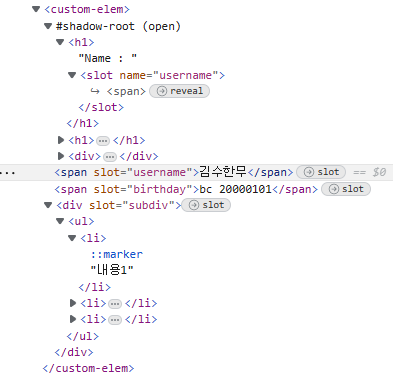 <custom-elem>
#shadow-root (open)
<h1>
"Name : "
<slot name="username">
↪ <span> reveal
</slot>
</h1>
<h1> ⋯ </h1>
<div> ⋯ </div>
⋯ <span slot="username">김수한무</span> slot == $0
<span slot="birthday">bc 20000101</span> slot
<div slot="subdiv"> slot
<ul>
<li>
::marker
"내용1"
</li>
<li> ⋯ </li>
<li> ⋯ </li>
</ul>
</div>
</custom-elem>